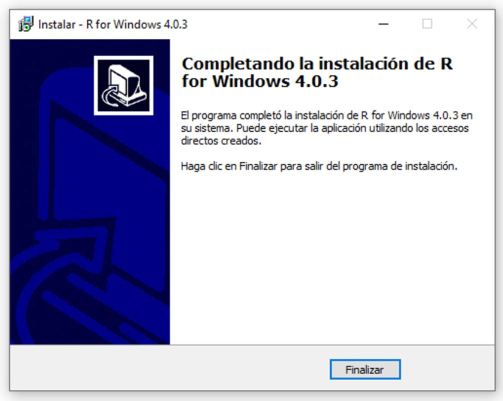 Instalar - R for Windows 4.0.3
Completando la instalación de R
for Windows 4.0.3
El programa completó la instalación de R for Windows 4.0.3 en
su sistema. Puede ejecutar la aplicación utilizando los accesos
directos creados.
Haga clic en Finalizar para salir del programa de instalación.
Finalizar